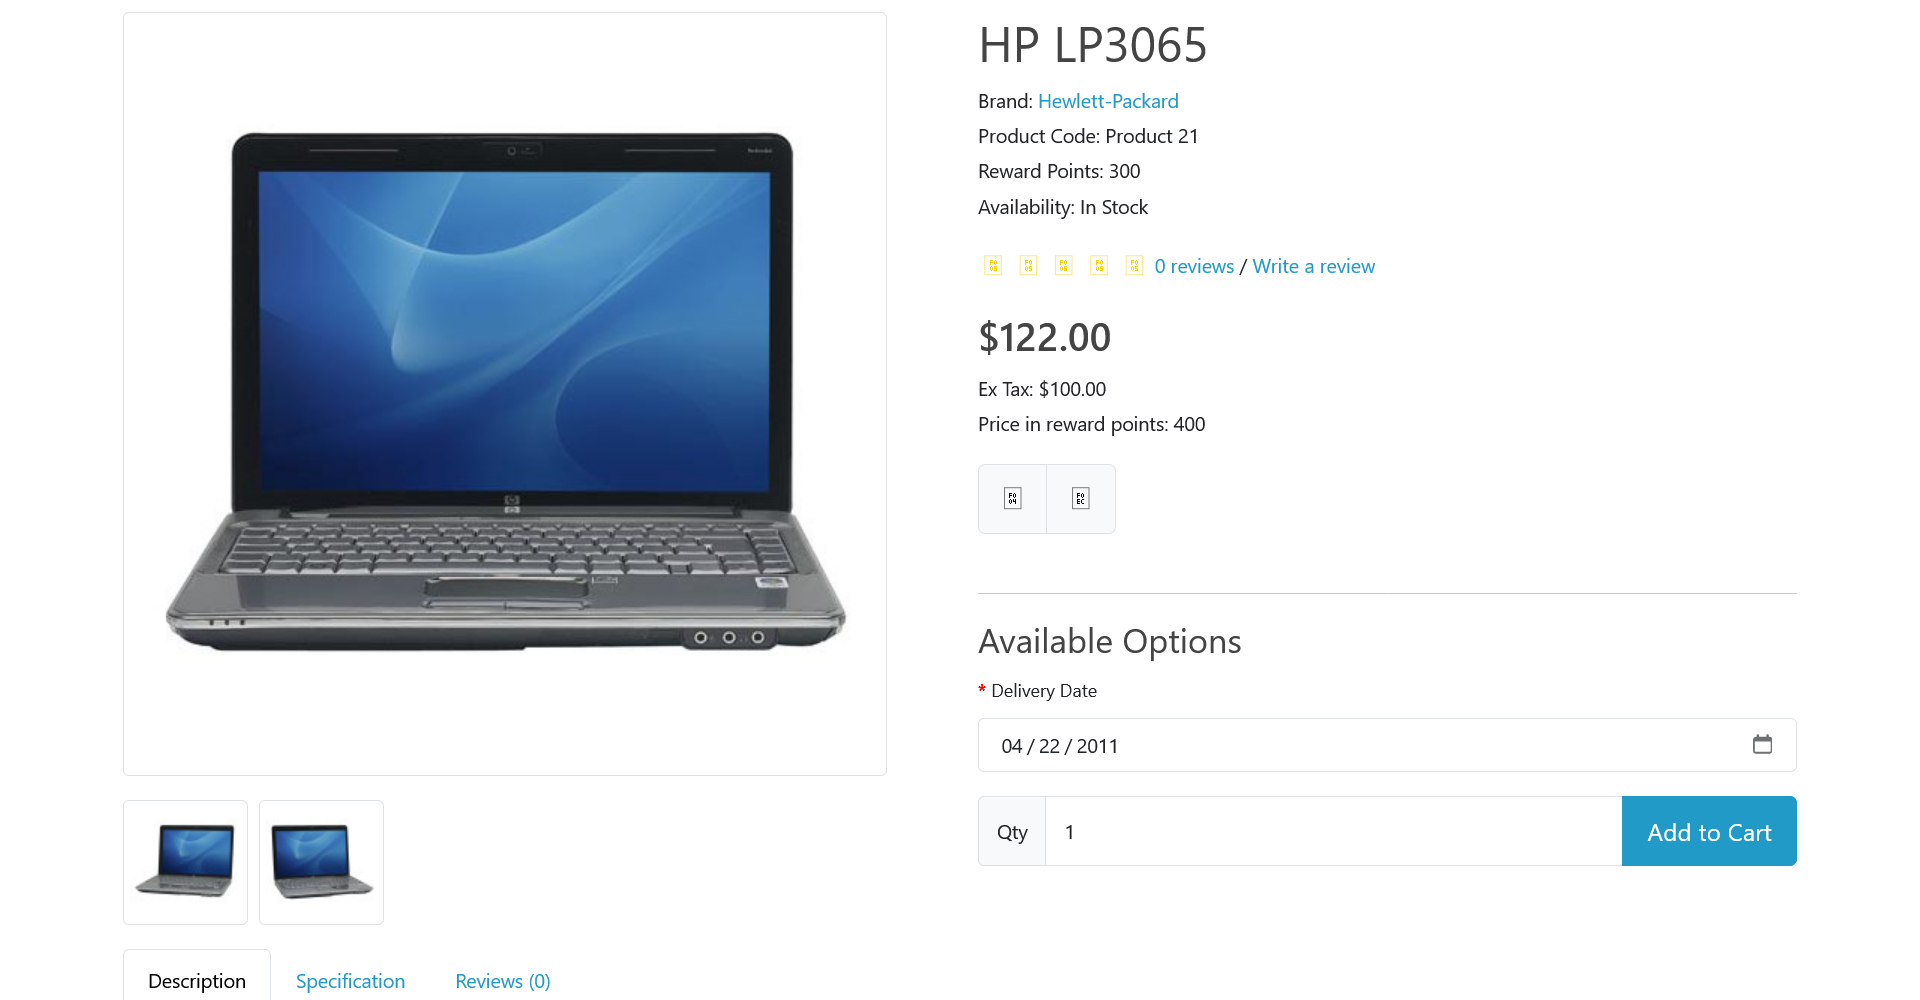 HP LP3065
Brand: Hewlett-Packard
Product Code: Product 21
Reward Points: 300
Availability: In Stock
0 reviews / Write a review
$122.00
Ex Tax: $100.00
Price in reward points: 400
Available Options
* Delivery Date
04 / 22 / 2011
Qty 1 Add to Cart
Description Specification Reviews (0)